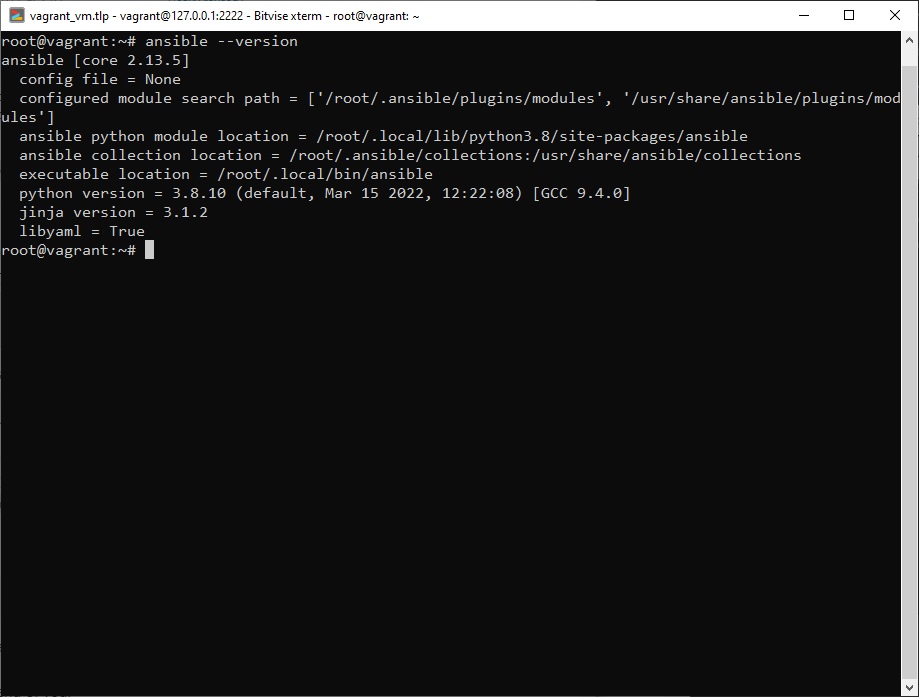 vagrant_vm.tlp - vagrant@127.0.0.1:2222 - Bitvise xterm - root@vagrant: ~
root@vagrant:~# ansible --version
ansible [core 2.13.5]
  config file = None
  configured module search path = ['/root/.ansible/plugins/modules', '/usr/share/ansible/plugins/mod
ules']
  ansible python module location = /root/.local/lib/python3.8/site-packages/ansible
  ansible collection location = /root/.ansible/collections:/usr/share/ansible/collections
  executable location = /root/.local/bin/ansible
  python version = 3.8.10 (default, Mar 15 2022, 12:22:08) [GCC 9.4.0]
  jinja version = 3.1.2
  libyaml = True
root@vagrant:~#